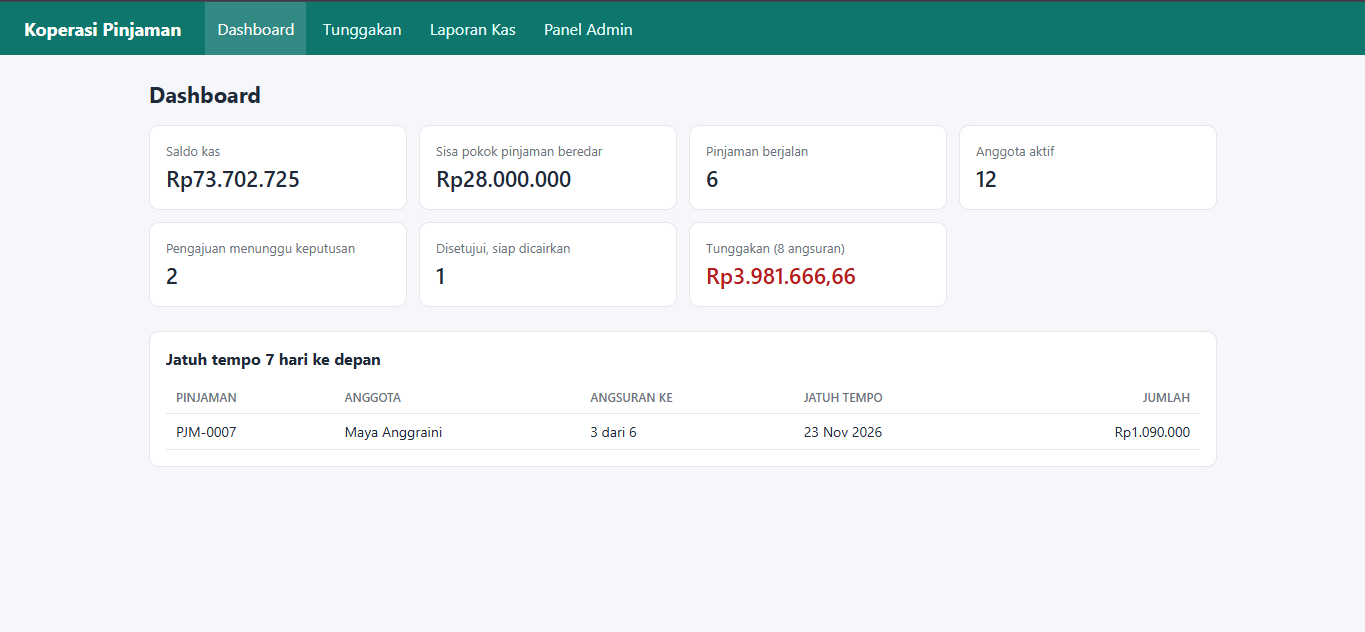 Koperasi Pinjaman Dashboard Tunggakan Laporan Kas Panel Admin
Dashboard
Saldo kas
Rp73.702.725
Sisa pokok pinjaman beredar
Rp28.000.000
Pinjaman berjalan
6
Anggota aktif
12
Pengajuan menunggu keputusan
2
Disetujui, siap dicairkan
1
Tunggakan (8 angsuran)
Rp3.981.666,66
Jatuh tempo 7 hari ke depan
PINJAMAN ANGGOTA ANGSURAN KE JATUH TEMPO JUMLAH
PJM-0007 Maya Anggraini 3 dari 6 23 Nov 2026 Rp1.090.000